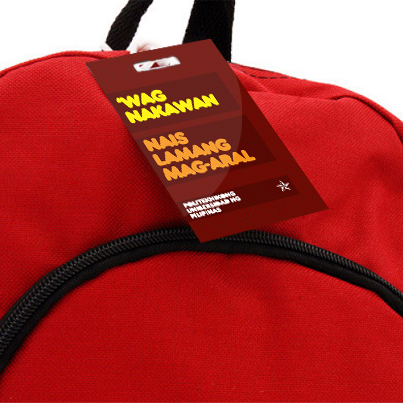 'WAG
NAKAWAN
NAIS
LAMANG
MAG-ARAL
POLITEKNIKONG
UNIBERSIDAD NG
PILIPINAS